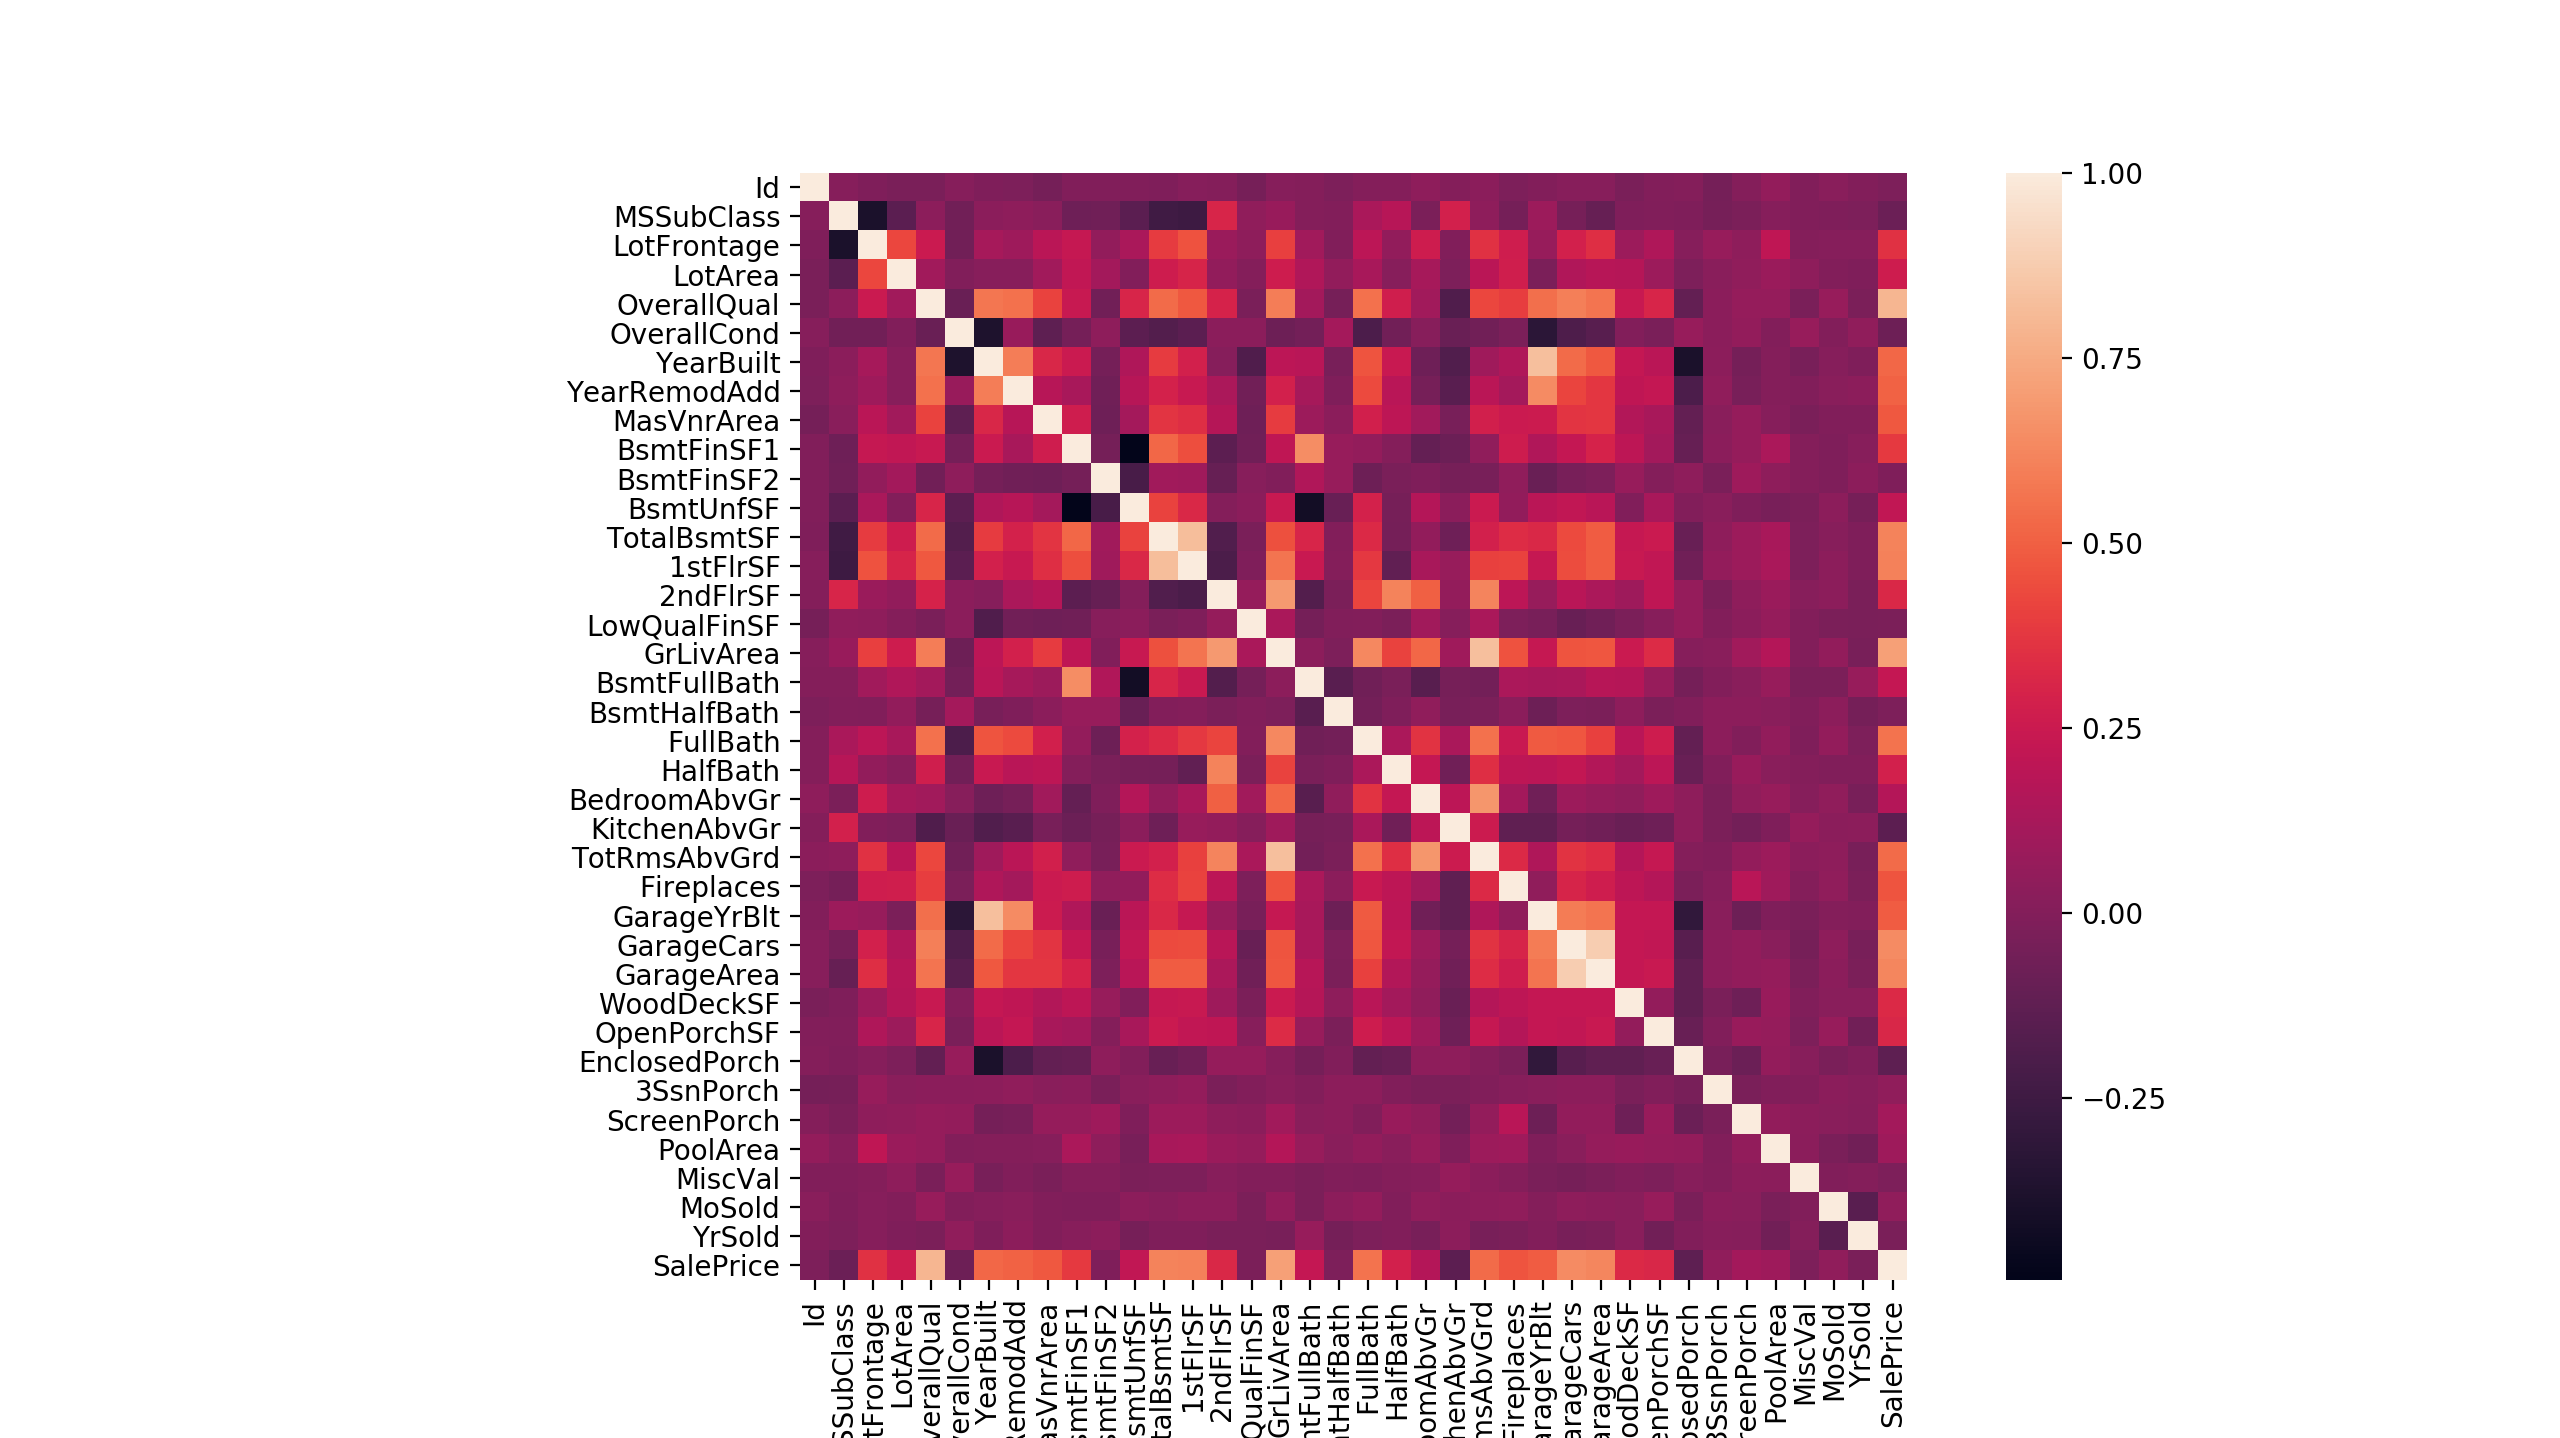 Id
MSSubClass
LotFrontage
LotArea
OverallQual
OverallCond
YearBuilt
YearRemodAdd
MasVnrArea
BsmtFinSF1
BsmtFinSF2
BsmtUnfSF
TotalBsmtSF
1stFlrSF
2ndFlrSF
LowQualFinSF
GrLivArea
BsmtFullBath
BsmtHalfBath
FullBath
HalfBath
BedroomAbvGr
KitchenAbvGr
TotRmsAbvGrd
Fireplaces
GarageYrBlt
GarageCars
GarageArea
WoodDeckSF
OpenPorchSF
EnclosedPorch
3SsnPorch
ScreenPorch
PoolArea
MiscVal
MoSold
YrSold
SalePrice
Id
SSubClass
tFrontage
LotArea
verallQual
verallCond
YearBuilt
RemodAdd
asVnrArea
smtFinSF1
smtFinSF2
smtUnfSF
talBsmtSF
1stFlrSF
2ndFlrSF
QualFinSF
GrLivArea
ntFullBath
tHalfBath
FullBath
HalfBath
oomAbvGr
henAbvGr
msAbvGrd
Fireplaces
arageYrBlt
arageCars
arageArea
odDeckSF
enPorchSF
osedPorch
3SsnPorch
reenPorch
PoolArea
MiscVal
MoSold
YrSold
SalePrice
1.00
0.75
0.50
0.25
0.00
−0.25